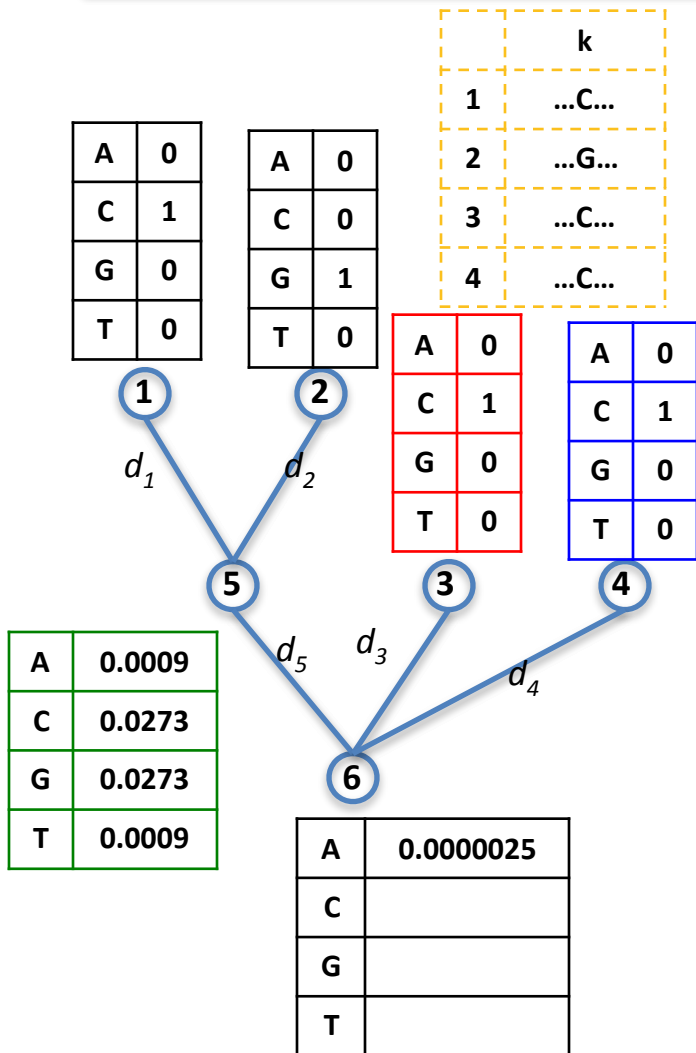 k
1 ...C...
2 ...G...
3 ...C...
4 ...C...
A 0
C 1
G 0
T 0
A 0
C 0
G 1
T 0
A 0
C 1
G 0
T 0
A 0
C 1
G 0
T 0
1
2
d1
d2
5
3
4
d5
d3
d4
A 0.0009
C 0.0273
G 0.0273
T 0.0009
6
A 0.0000025
C
G
T